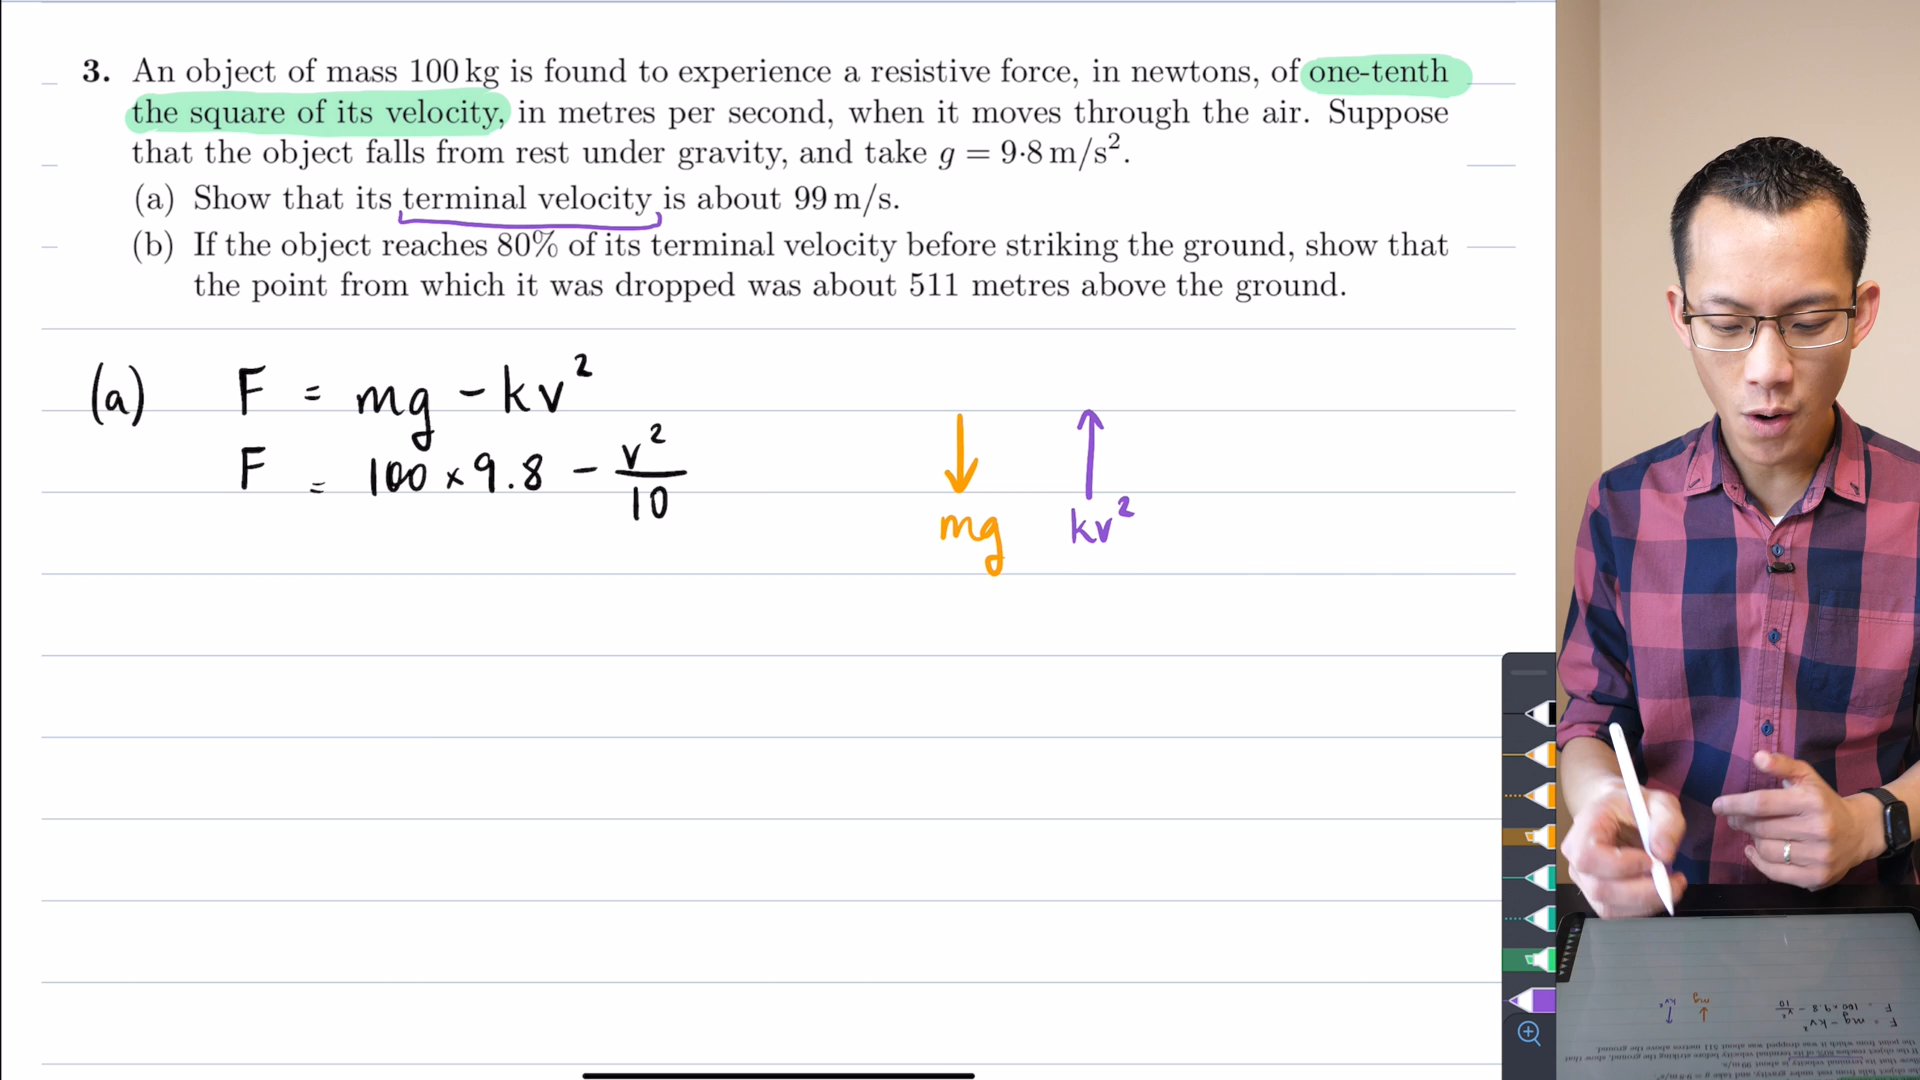 3. An object of mass 100 kg is found to experience a resistive force, in newtons, of one-tenth
the square of its velocity, in metres per second, when it moves through the air. Suppose
that the object falls from rest under gravity, and take g = 9·8 m/s².
(a) Show that its terminal velocity is about 99 m/s.
(b) If the object reaches 80% of its terminal velocity before striking the ground, show that
the point from which it was dropped was about 511 metres above the ground.
(a) F = mg - kv²
F = 100 × 9.8 - v²/10
mg kv²